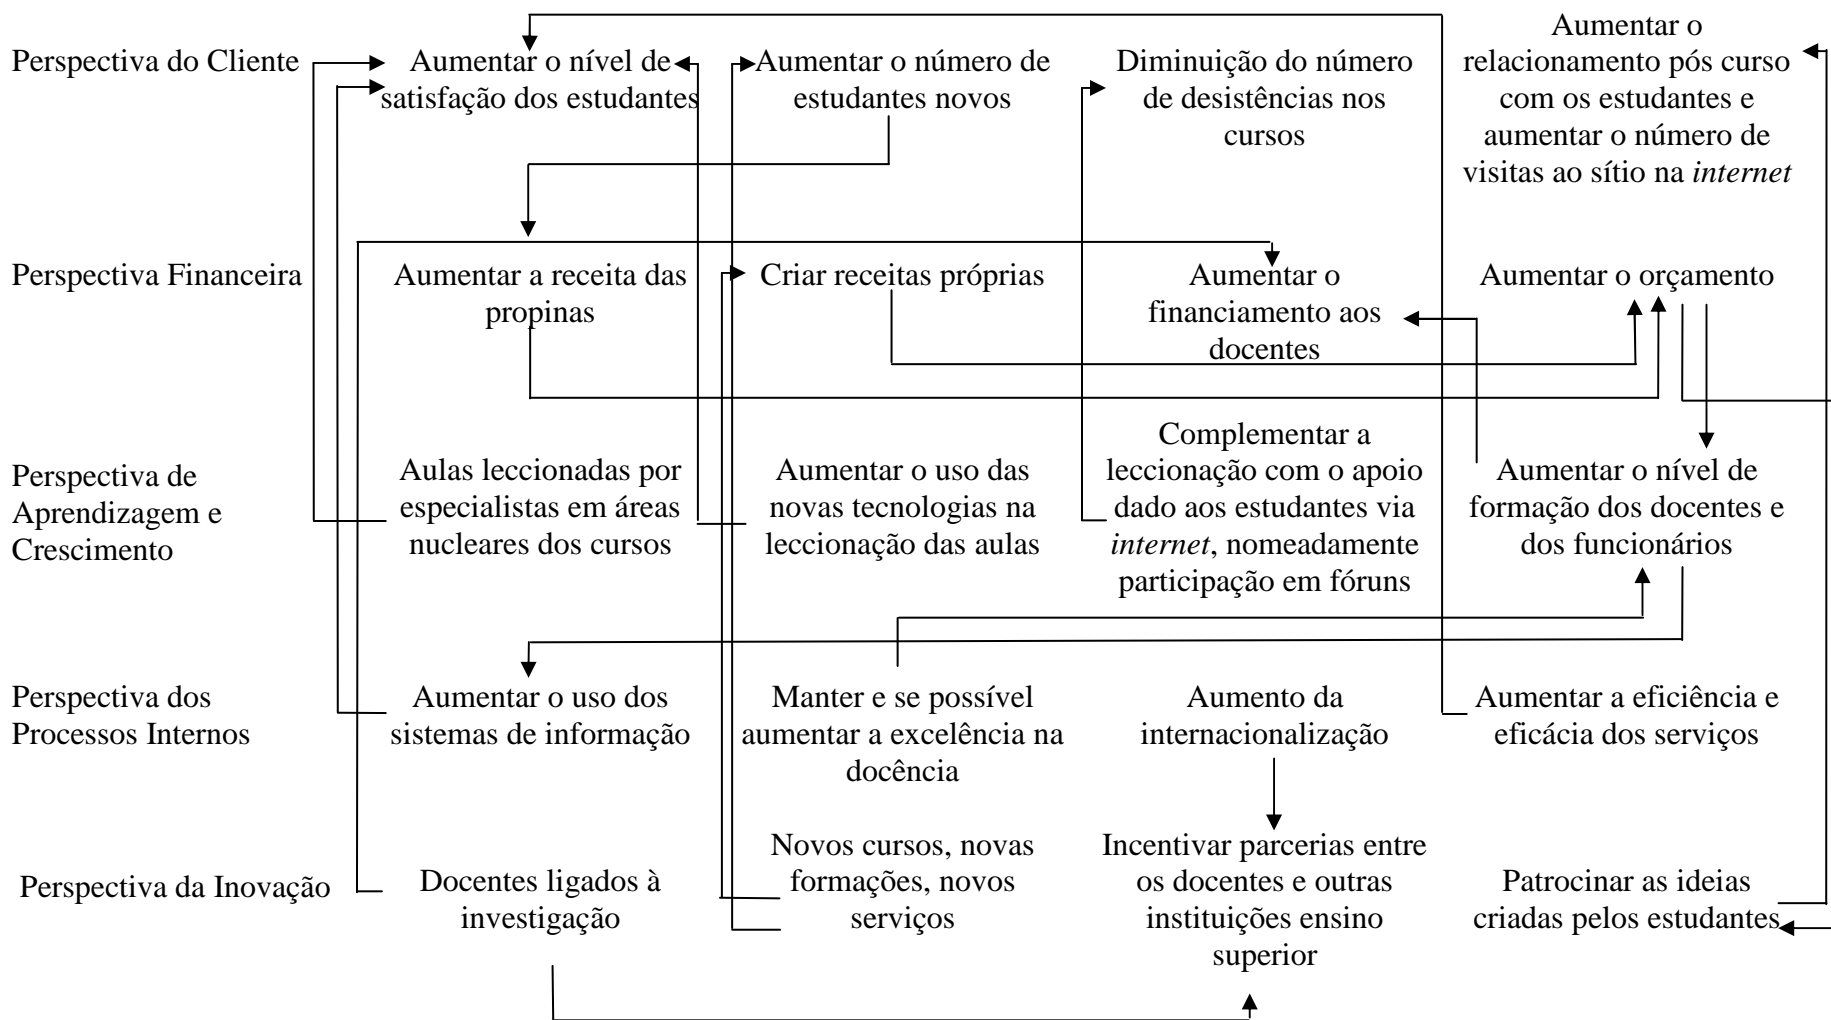 Perspectiva do Cliente
Aumentar o nível de
satisfação dos estudantes
Aumentar o número de
estudantes novos
Diminuição do número
de desistências nos
cursos
Aumentar o
relacionamento pós curso
com os estudantes e
aumentar o número de
visitas ao sítio na internet
Perspectiva Financeira
Aumentar a receita das
propinas
Criar receitas próprias
Aumentar o
financiamento aos
docentes
Aumentar o orçamento
Perspectiva de
Aprendizagem e
Crescimento
Aulas leccionadas por
especialistas em áreas
nucleares dos cursos
Aumentar o uso das
novas tecnologias na
leccionação das aulas
Complementar a
leccionação com o apoio
dado aos estudantes via
internet, nomeadamente
participação em fóruns
Aumentar o nível de
formação dos docentes e
dos funcionários
Perspectiva dos
Processos Internos
Aumentar o uso dos
sistemas de informação
Manter e se possível
aumentar a excelência na
docência
Aumento da
internacionalização
Aumentar a eficiência e
eficácia dos serviços
Perspectiva da Inovação
Docentes ligados à
investigação
Novos cursos, novas
formações, novos
serviços
Incentivar parcerias entre
os docentes e outras
instituições ensino
superior
Patrocinar as ideias
criadas pelos estudantes